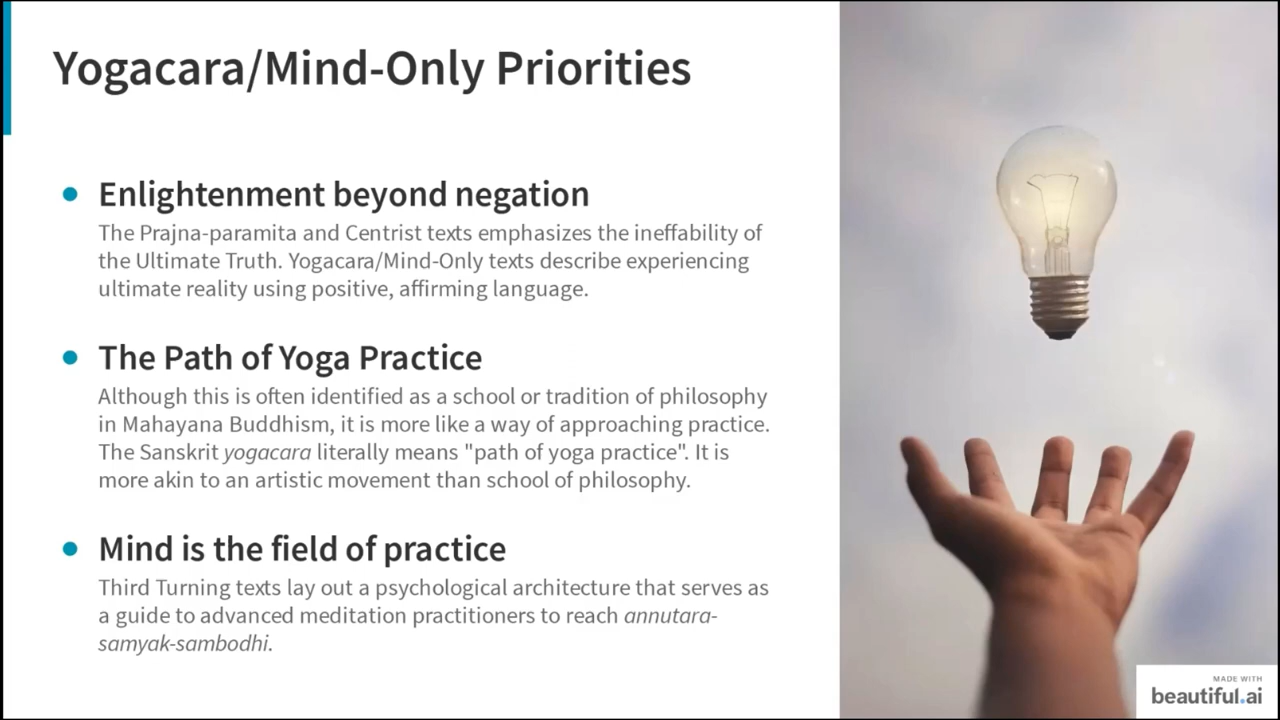 Yogacara/Mind-Only Priorities
Enlightenment beyond negation
The Prajna-paramita and Centrist texts emphasizes the ineffability of
the Ultimate Truth. Yogacara/Mind-Only texts describe experiencing
ultimate reality using positive, affirming language.
The Path of Yoga Practice
Although this is often identified as a school or tradition of philosophy
in Mahayana Buddhism, it is more like a way of approaching practice.
The Sanskrit yogacara literally means "path of yoga practice". It is
more akin to an artistic movement than school of philosophy.
Mind is the field of practice
Third Turning texts lay out a psychological architecture that serves as
a guide to advanced meditation practitioners to reach annutara-
samyak-sambodhi.
MADE WITH
beautiful.ai